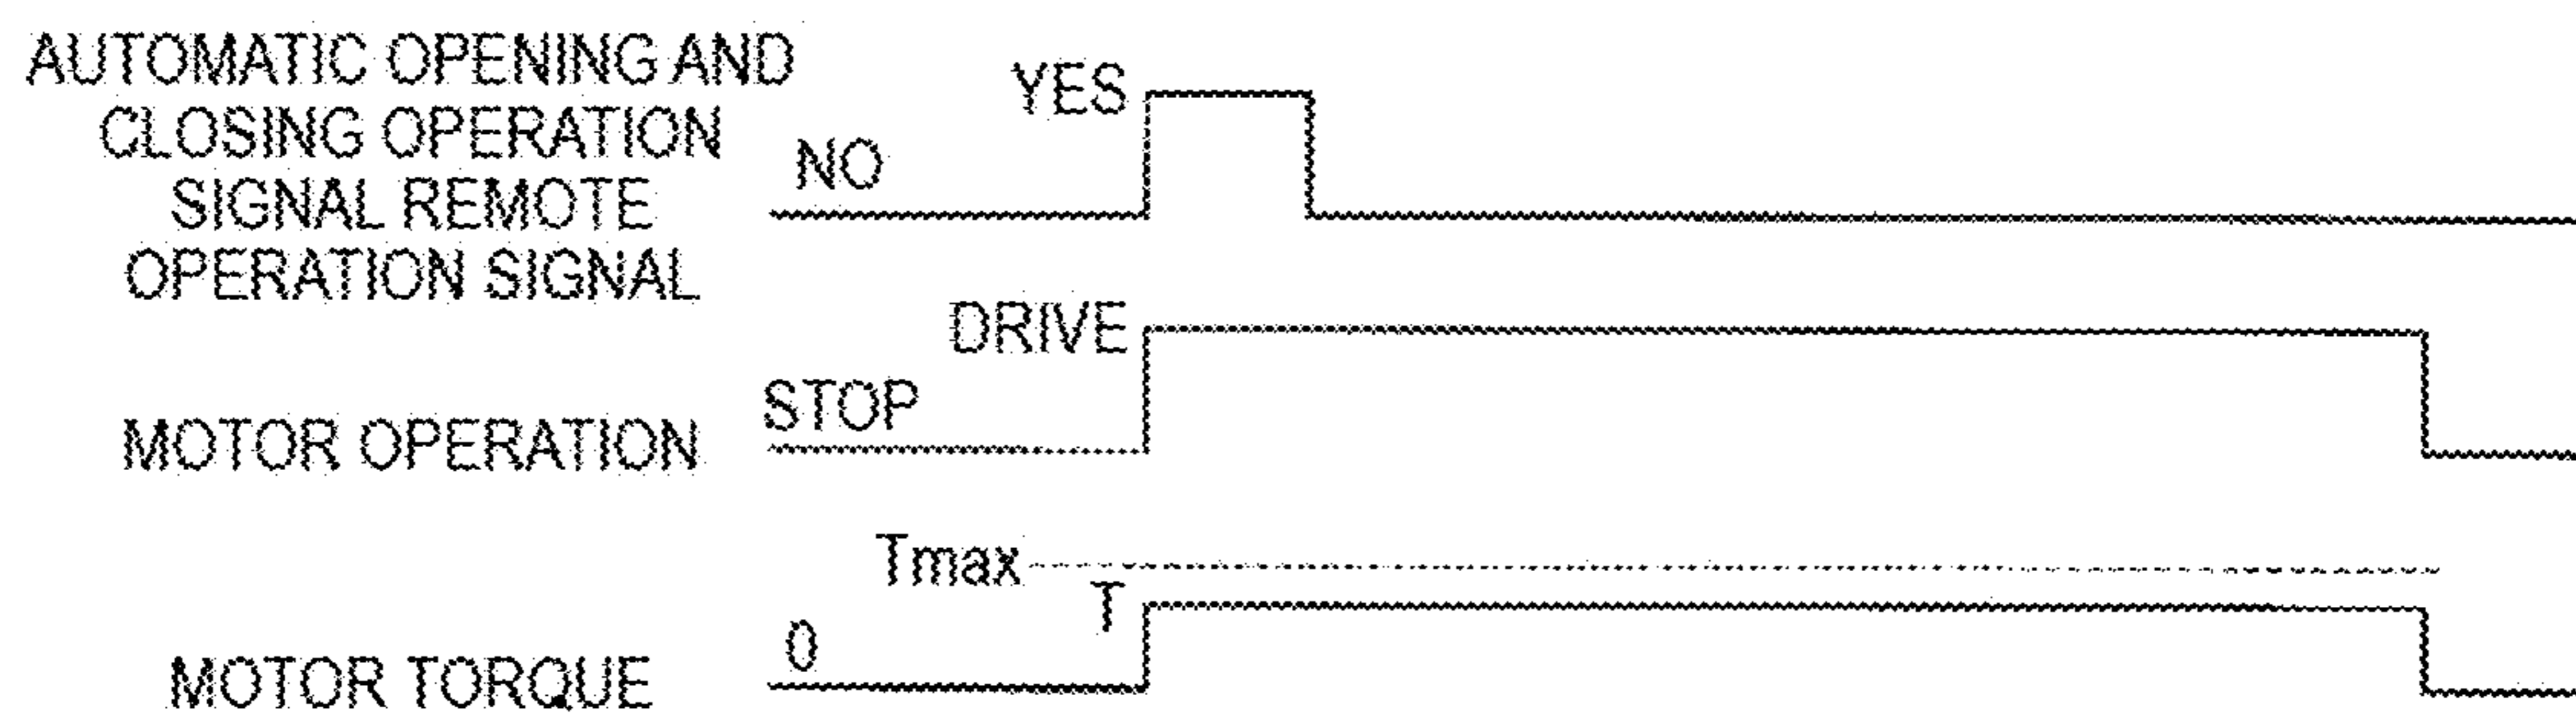 AUTOMATIC OPENING AND
CLOSING OPERATION
SIGNAL REMOTE
OPERATION SIGNAL
YES
NO
DRIVE
STOP
MOTOR OPERATION
Tmax
T
0
MOTOR TORQUE